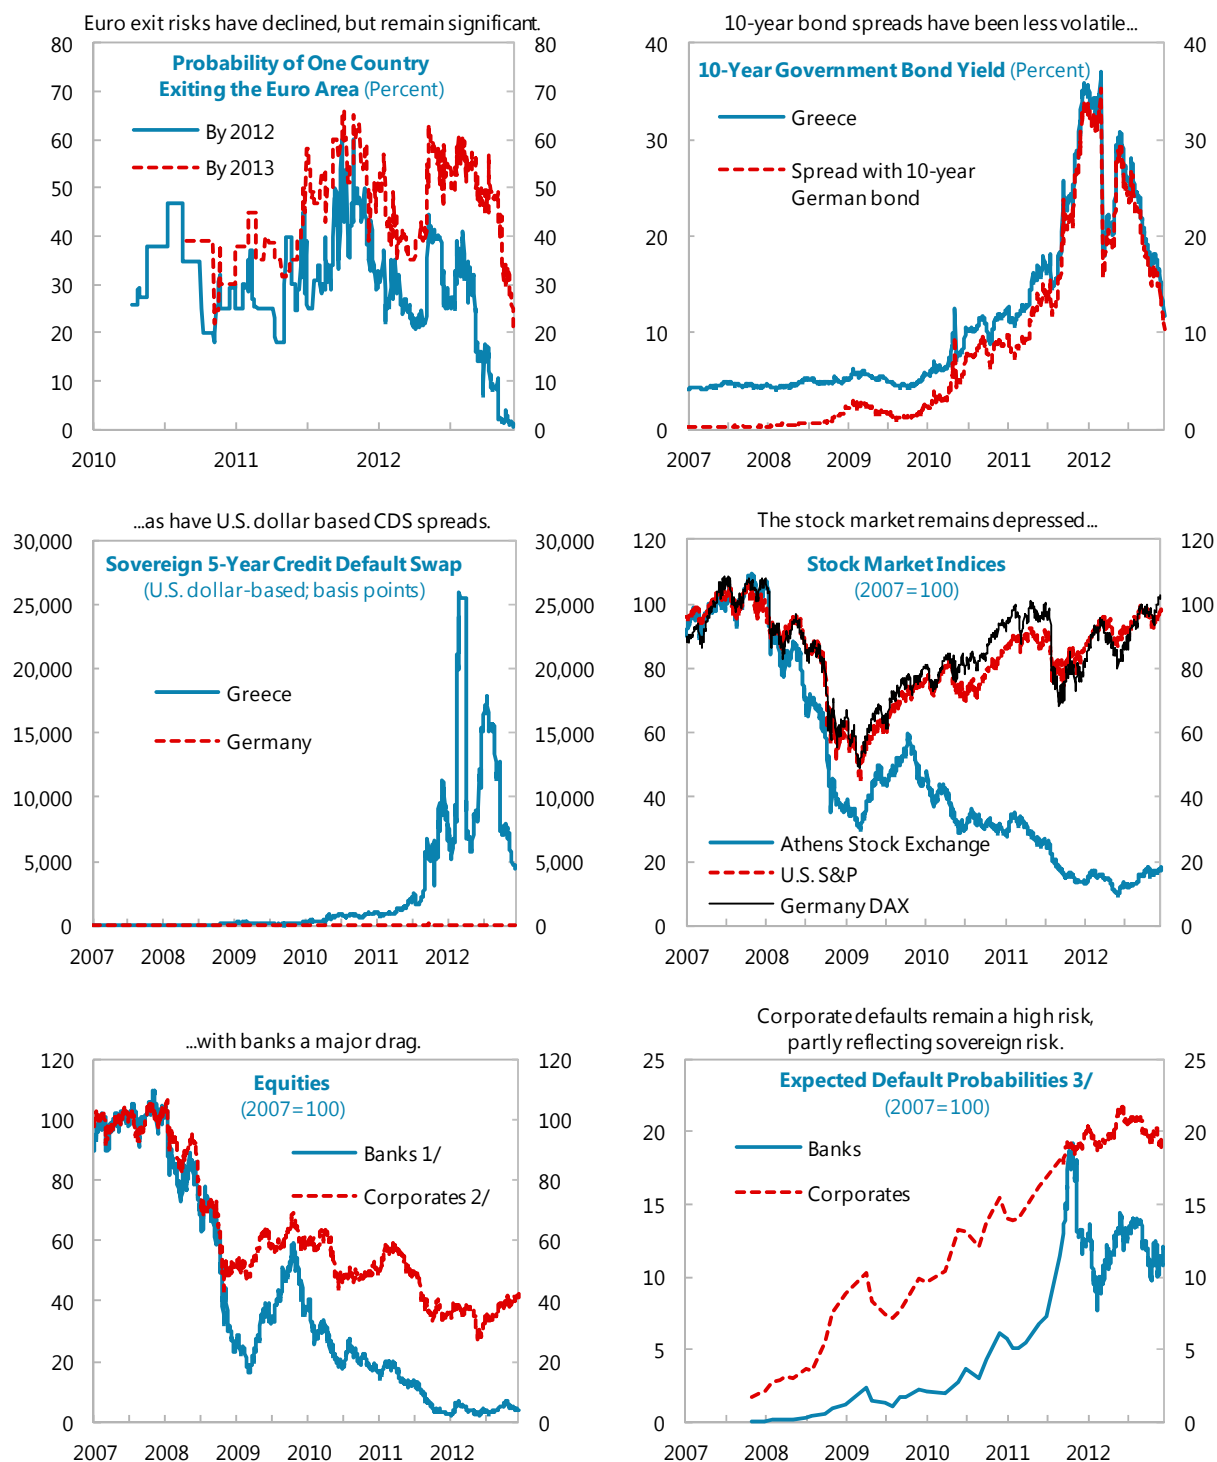 Euro exit risks have declined, but remain significant.
Probability of One Country
Exiting the Euro Area (Percent)
By 2012
By 2013
80 70 60 50 40 30 20 10 0
80 70 60 50 40 30 20 10 0
2010 2011 2012
10-year bond spreads have been less volatile...
10-Year Government Bond Yield (Percent)
Greece
Spread with 10-year
German bond
40 30 20 10 0
40 30 20 10 0
2007 2008 2009 2010 2011 2012
...as have U.S. dollar based CDS spreads.
Sovereign 5-Year Credit Default Swap
(U.S. dollar-based; basis points)
Greece
Germany
30,000 25,000 20,000 15,000 10,000 5,000 0
30,000 25,000 20,000 15,000 10,000 5,000 0
2007 2008 2009 2010 2011 2012
The stock market remains depressed...
Stock Market Indices
(2007=100)
Athens Stock Exchange
U.S. S&P
Germany DAX
120 100 80 60 40 20 0
120 100 80 60 40 20 0
2007 2008 2009 2010 2011 2012
...with banks a major drag.
Equities
(2007=100)
Banks 1/
Corporates 2/
120 100 80 60 40 20 0
120 100 80 60 40 20 0
2007 2008 2009 2010 2011 2012
Corporate defaults remain a high risk,
partly reflecting sovereign risk.
Expected Default Probabilities 3/
(2007=100)
Banks
Corporates
25 20 15 10 5 0
25 20 15 10 5 0
2007 2008 2009 2010 2011 2012